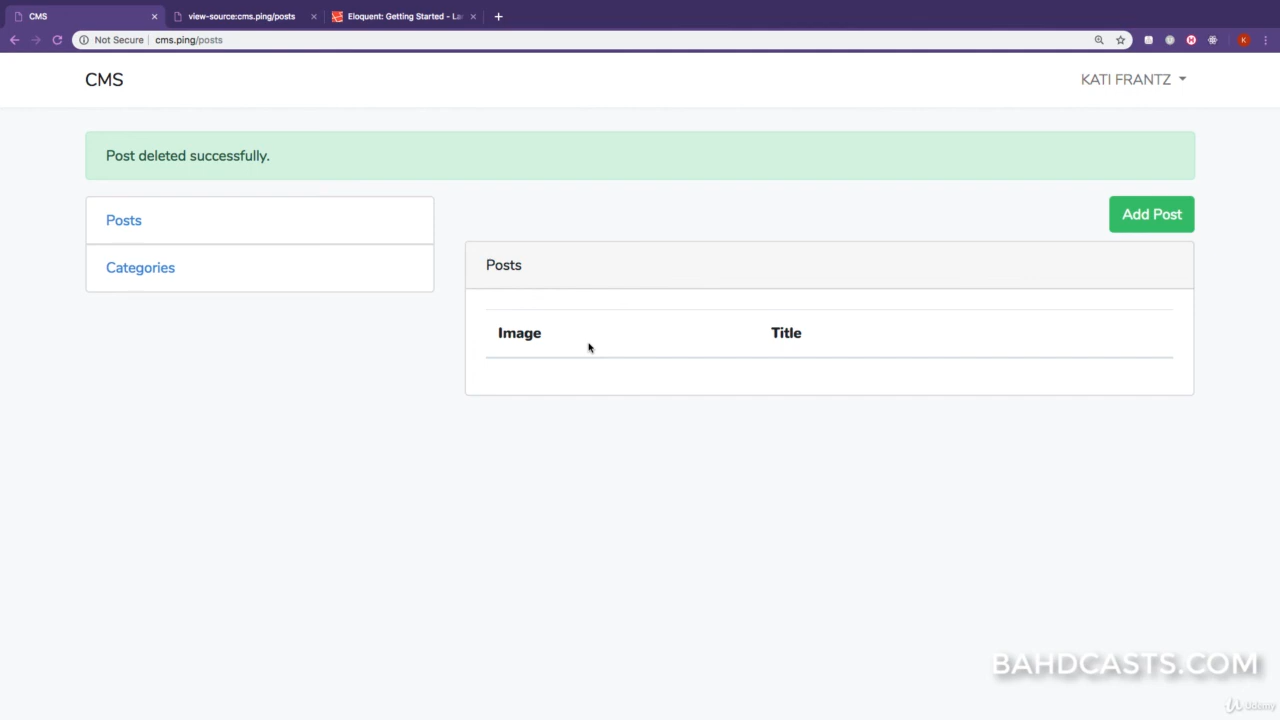 CMS
view-source:cms.ping/posts
Eloquent: Getting Started - La
Not Secure
cms.ping/posts
K
CMS
KATI FRANTZ
Post deleted successfully.
Posts
Categories
Add Post
Posts
Image
Title
BAHDCASTS.COM
Udemy